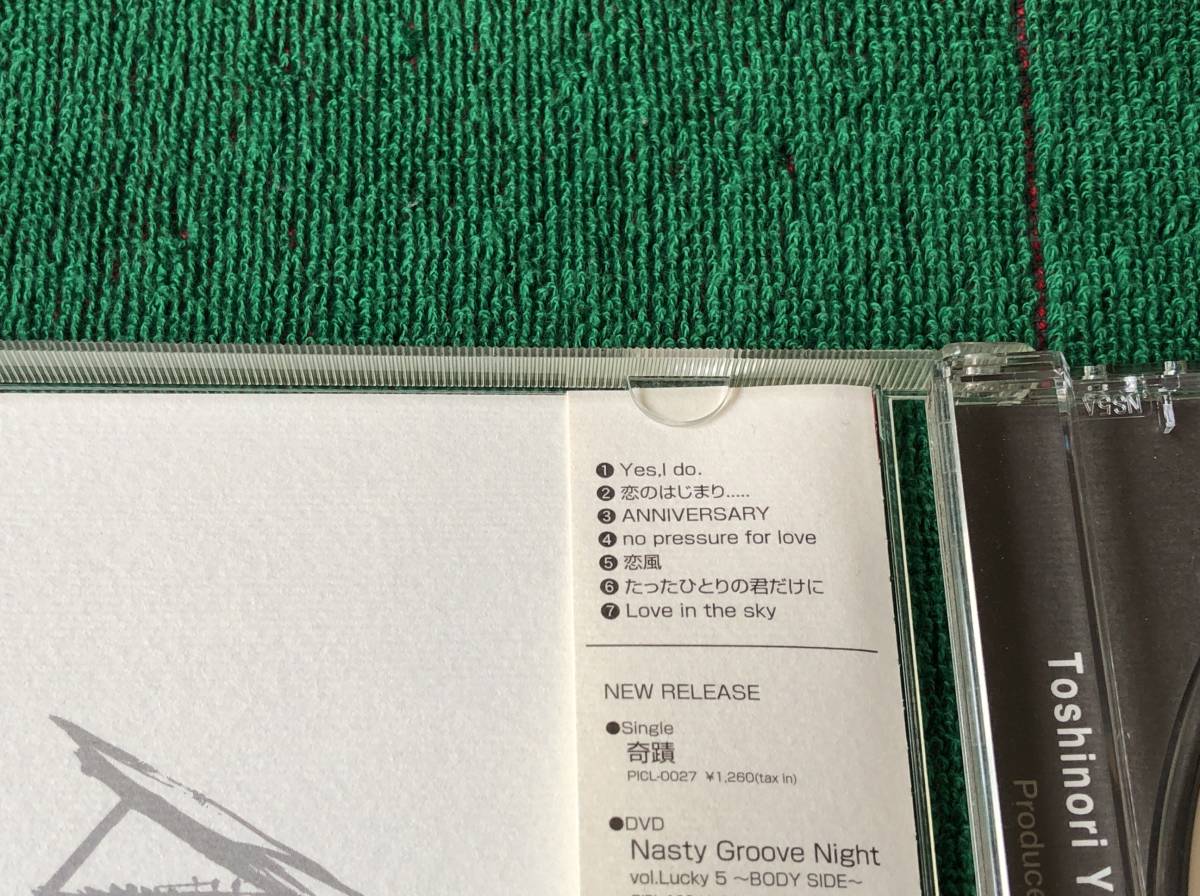 ❶ Yes,I do.
❷ 恋のはじまり.....
❸ ANNIVERSARY
❹ no pressure for love
❺ 恋風
❻ たったひとりの君だけに
❼ Love in the sky
NEW RELEASE
●Single
奇蹟
PICL-0027 ¥1,260(tax in)
●DVD
Nasty Groove Night
vol.Lucky 5 〜BODY SIDE〜
NS5A
Toshinori Y
Produce